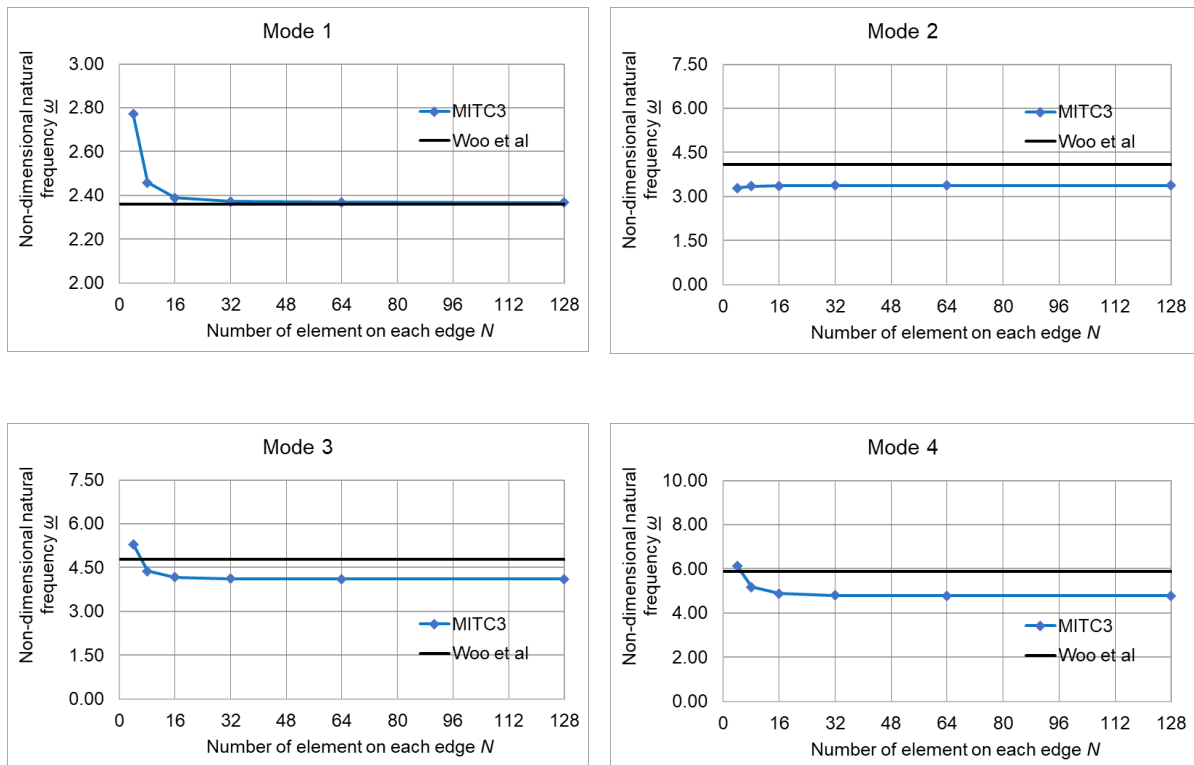 Mode 1
Non-dimensional natural
frequency ω
3.00
2.80
2.60
2.40
2.20
2.00
MITC3
Woo et al
0 16 32 48 64 80 96 112 128
Number of element on each edge N
Mode 2
Non-dimensional natural
frequency ω
7.50
6.00
4.50
3.00
1.50
0.00
MITC3
Woo et al
0 16 32 48 64 80 96 112 128
Number of element on each edge N
Mode 3
Non-dimensional natural
frequency ω
7.50
6.00
4.50
3.00
1.50
0.00
MITC3
Woo et al
0 16 32 48 64 80 96 112 128
Number of element on each edge N
Mode 4
Non-dimensional natural
frequency ω
10.00
8.00
6.00
4.00
2.00
0.00
MITC3
Woo et al
0 16 32 48 64 80 96 112 128
Number of element on each edge N